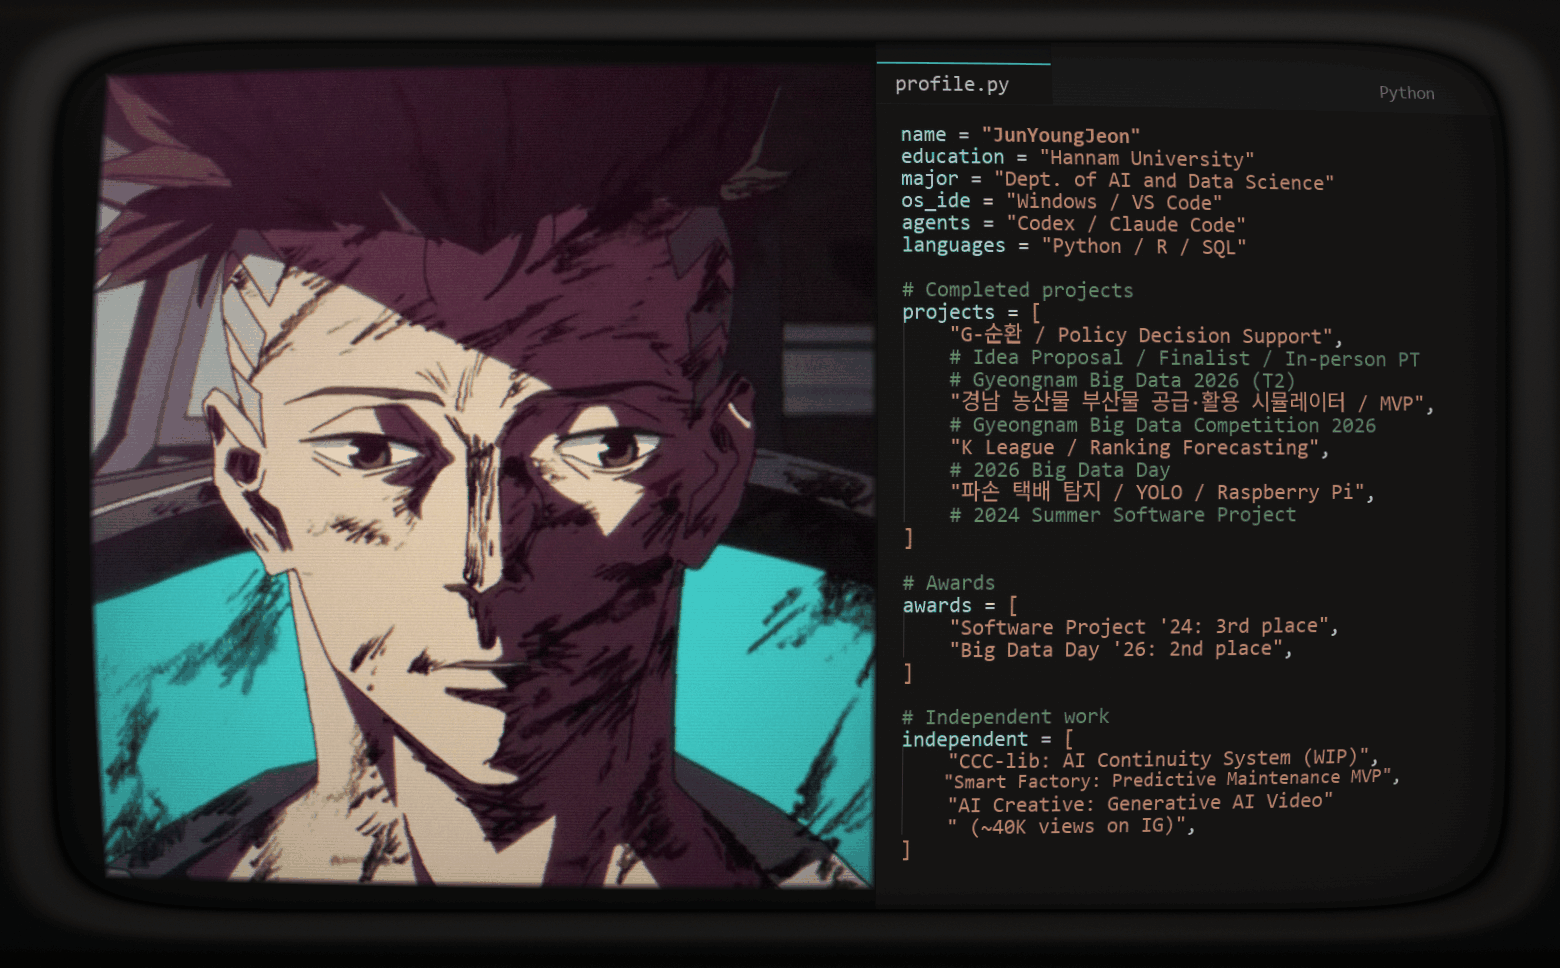 profile.py
Python
name = "JunYoungJeon"
education = "Hannam University"
major = "Dept. of AI and Data Science"
os_ide = "Windows / VS Code"
agents = "Codex / Claude Code"
languages = "Python / R / SQL"
# Completed projects
projects = [
"G-순환 / Policy Decision Support",
# Idea Proposal / Finalist / In-person PT
# Gyeongnam Big Data 2026 (T2)
"경남 농산물 부산물 공급·활용 시뮬레이터 / MVP",
# Gyeongnam Big Data Competition 2026
"K League / Ranking Forecasting",
# 2026 Big Data Day
"파손 택배 탐지 / YOLO / Raspberry Pi",
# 2024 Summer Software Project
]
# Awards
awards = [
"Software Project '24: 3rd place",
"Big Data Day '26: 2nd place",
]
# Independent work
independent = [
"CCC-lib: AI Continuity System (WIP)",
"Smart Factory: Predictive Maintenance MVP",
"AI Creative: Generative AI Video"
" (~40K views on IG)",
]